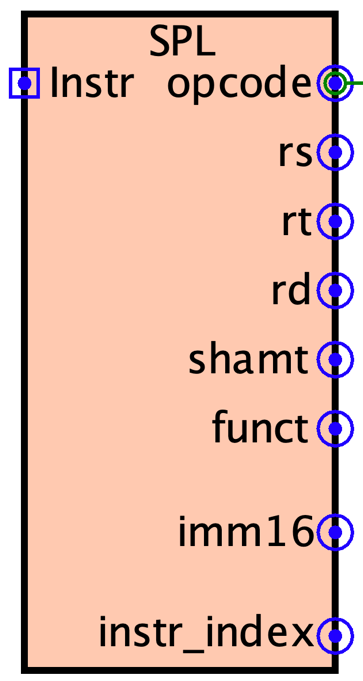 SPL
Instr opcode
rs
rt
rd
shamt
funct
imm16
instr_index